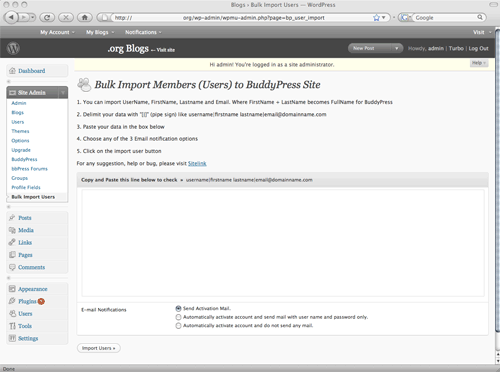 Blogs › Bulk Import Users — WordPress
http:// .org/wp-admin/wpmu-admin.php?page=bp_user_import
Google
My Account My Blogs Notifications Visit
.org Blogs ← Visit site
New Post
Howdy, admin | Turbo | Log Out
Hi admin! You're logged in as a site administrator.
Help
Dashboard
Site Admin
Admin
Blogs
Users
Themes
Options
Upgrade
BuddyPress
bbPress Forums
Groups
Profile Fields
Bulk Import Users
Posts
Media
Links
Pages
Comments
Appearance
Plugins
Users
Tools
Settings
Bulk Import Members (Users) to BuddyPress Site
1. You can import UserName, FirstName, Lastname and Email. Where FirstName + LastName becomes FullName for BuddyPress
2. Delimit your data with "[|]" (pipe sign) like username|firstname lastname|email@domainname.com
3. Paste your data in the box below
4. Choose any of the 3 Email notification options
5. Click on the import user button
For any suggestion, help or bug, please visit Sitelink
Copy and Paste this line below to check » username|firstname lastname|email@domainname.com
E-mail Notifications
Send Activation Mail.
Automatically activate account and send mail with user name and password only.
Automatically activate account and do not send any mail.
Import Users »
Done